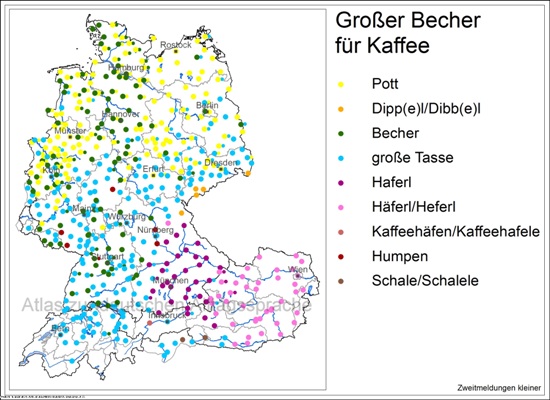 Großer Becher
für Kaffee
Pott
Dipp(e)l/Dibb(e)l
Becher
große Tasse
Haferl
Häferl/Heferl
Kaffeehäfen/Kaffeehafele
Humpen
Schale/Schalele
Rostock
Hamburg
Berlin
Hannover
Münster
Köln
Erfurt
Dresden
Mainz
Würzburg
Nürnberg
Stuttgart
München
Wien
Atlas zur deutschen Alltagssprache
Innsbruck
Bern
Zweitmeldungen kleiner